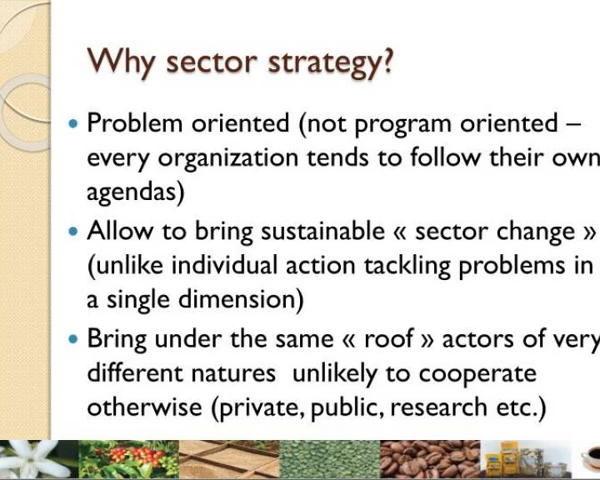 Why sector strategy?
• Problem oriented (not program oriented –
every organization tends to follow their own
agendas)
• Allow to bring sustainable « sector change »
(unlike individual action tackling problems in
a single dimension)
• Bring under the same « roof » actors of very
different natures  unlikely to cooperate
otherwise (private, public, research etc.)